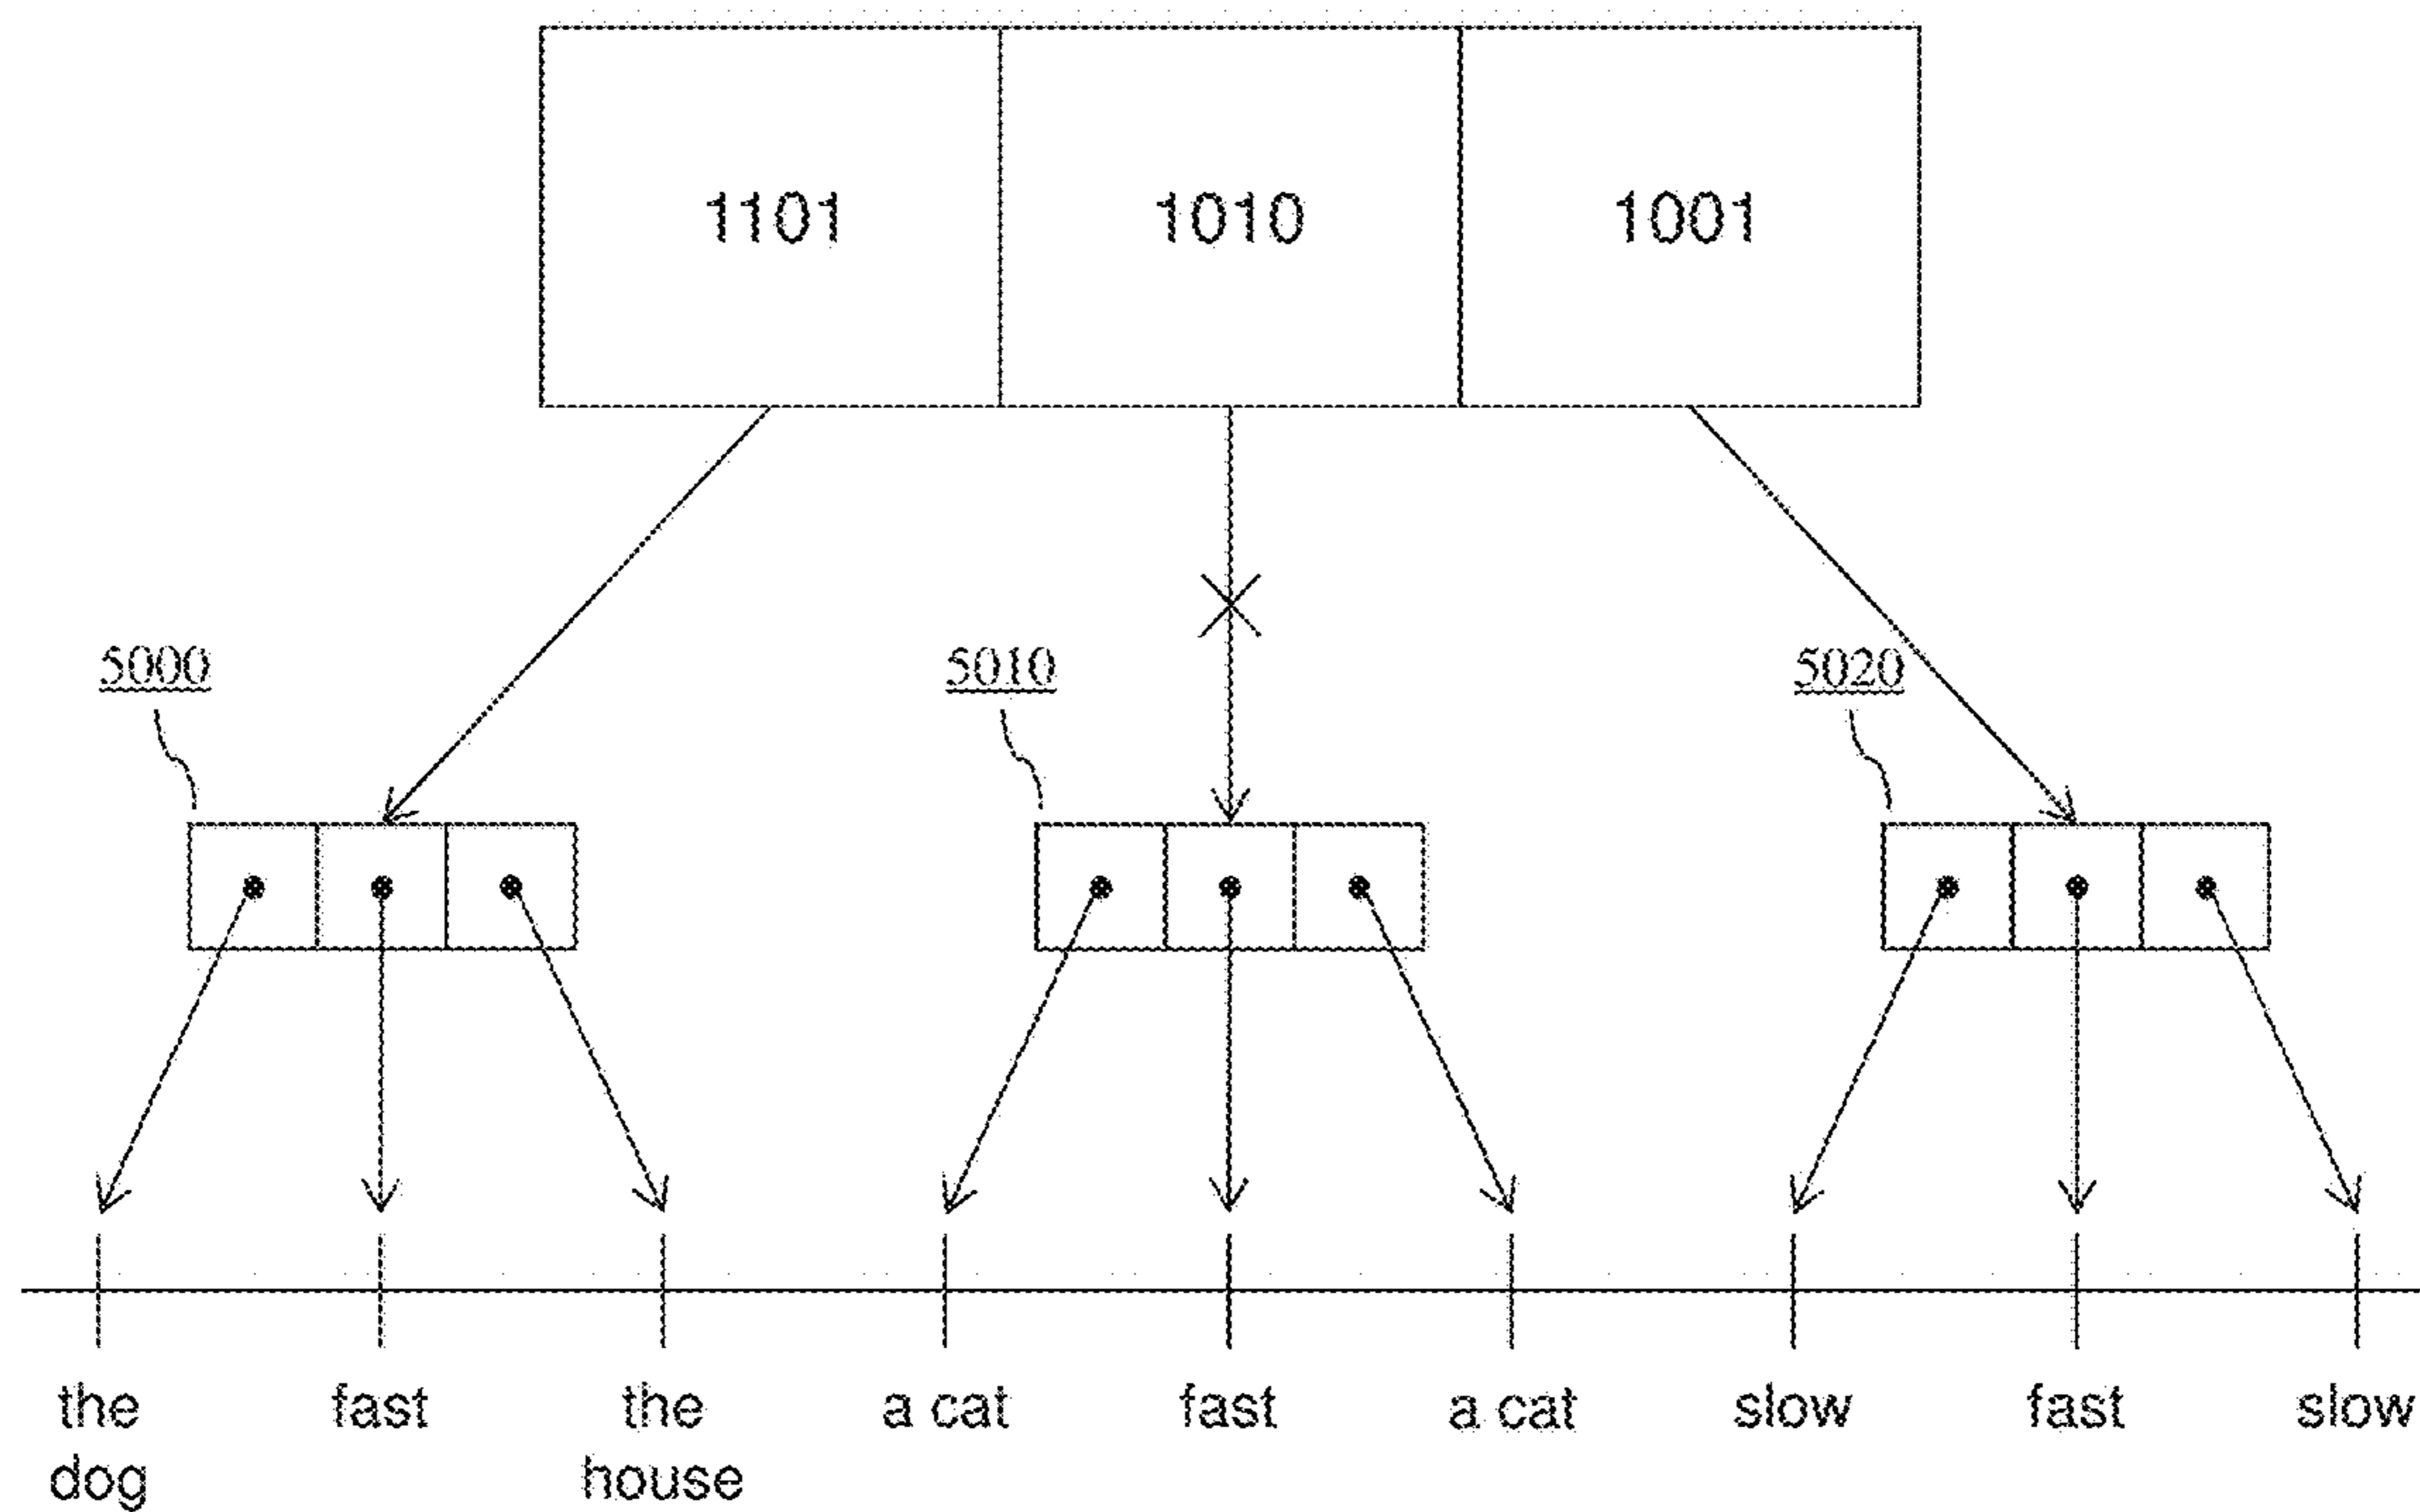 1101 1010 1001
5000 5010 5020
the fast the a cat fast a cat slow fast slow
dog house